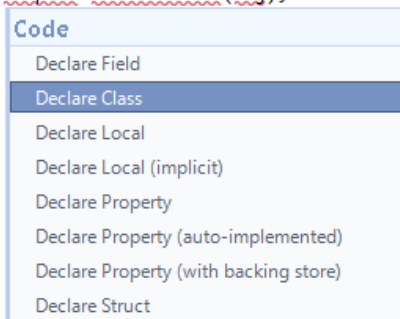 Code
Declare Field
Declare Class
Declare Local
Declare Local (implicit)
Declare Property
Declare Property (auto-implemented)
Declare Property (with backing store)
Declare Struct